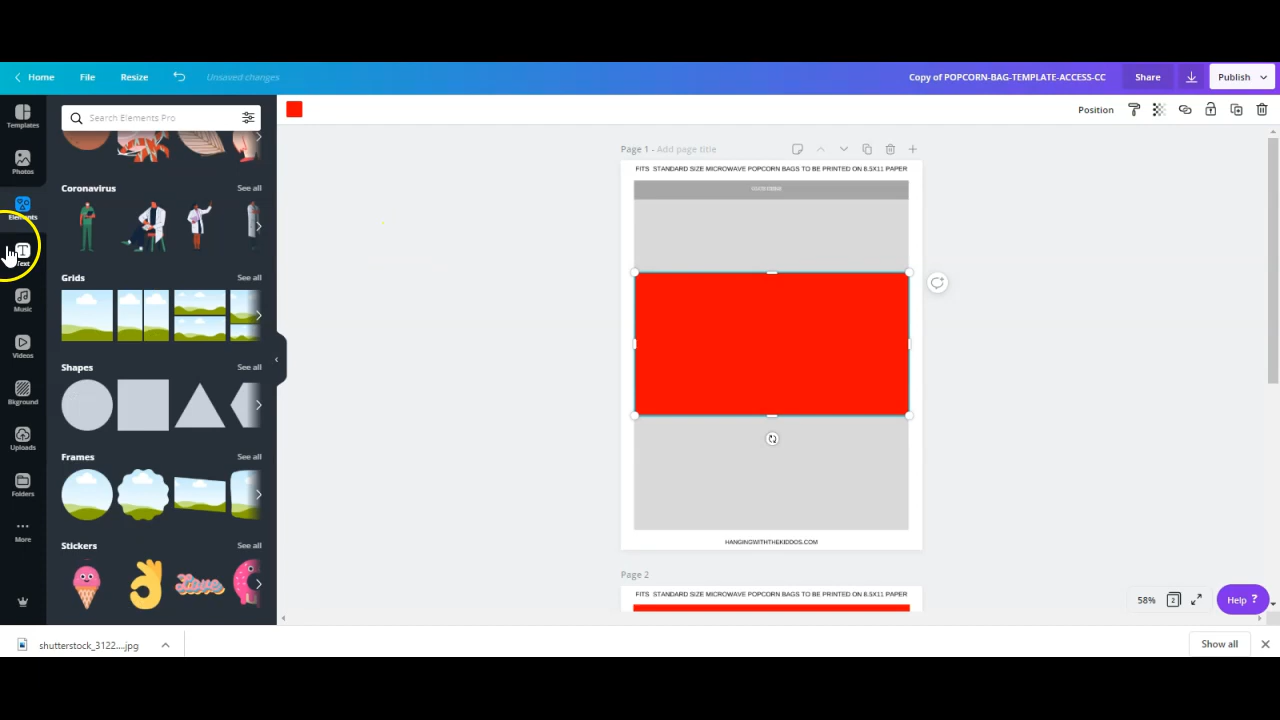 Home
File
Resize
Unsaved changes
Copy of POPCORN-BAG-TEMPLATE-ACCESS-CC
Share
Publish
Templates
Photos
Elements
Text
Music
Videos
Bkground
Uploads
Folders
More
Search Elements Pro
Coronavirus
See all
Grids
See all
Shapes
See all
Frames
See all
Stickers
See all
Love
Position
Page 1 - Add page title
FITS STANDARD SIZE MICROWAVE POPCORN BAGS TO BE PRINTED ON 8.5X11 PAPER
HANGINGWITHTHEKIDDOS.COM
Page 2
FITS STANDARD SIZE MICROWAVE POPCORN BAGS TO BE PRINTED ON 8.5X11 PAPER
58%
2
Help ?
shutterstock_3122....jpg
Show all